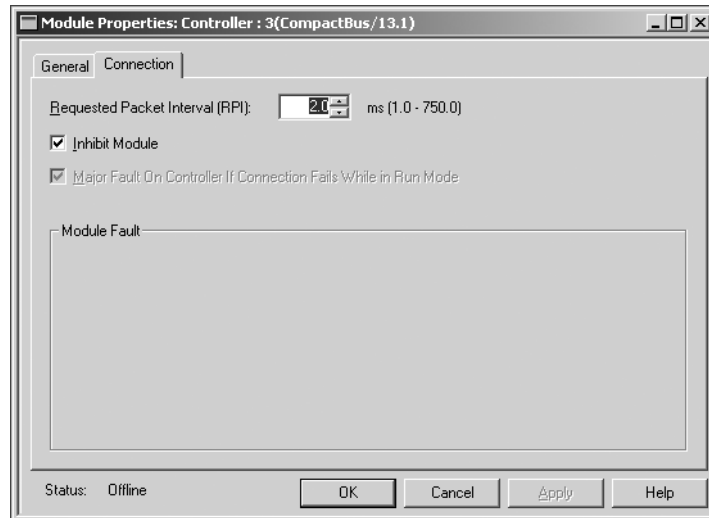 Module Properties: Controller : 3(CompactBus/13.1)
General Connection
Requested Packet Interval (RPI): 2.0 ms (1.0 - 750.0)
Inhibit Module
Major Fault On Controller If Connection Fails While in Run Mode
Module Fault
Status: Offline OK Cancel Apply Help